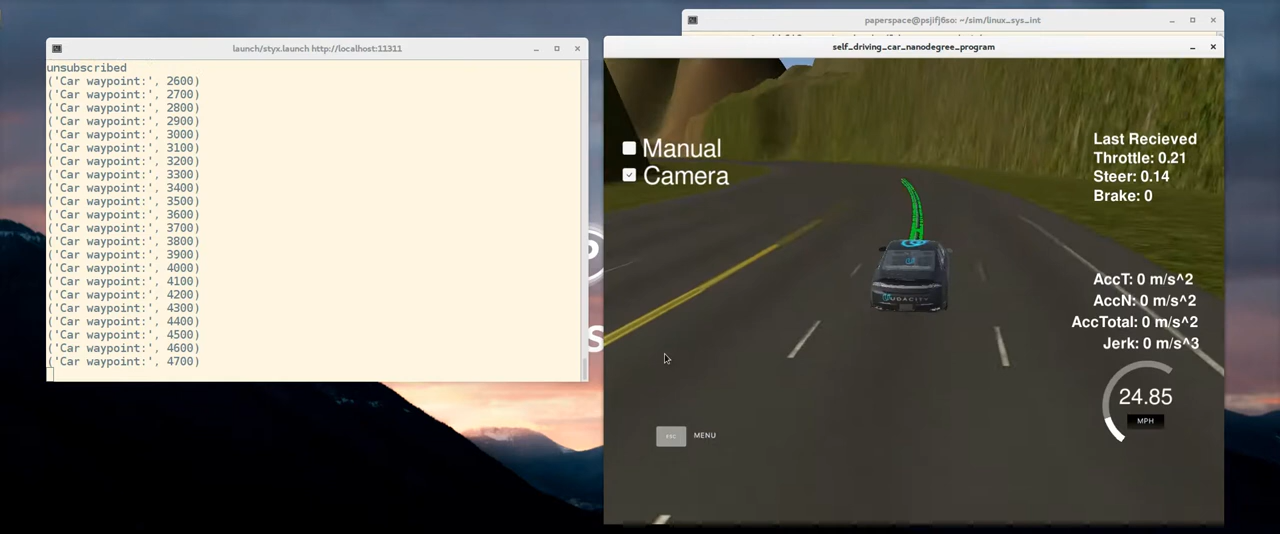 paperspace@psjifj6so: ~/sim/linux_sys_int
launch/styx.launch http://localhost:11311
unsubscribed
('Car waypoint:', 2600)
('Car waypoint:', 2700)
('Car waypoint:', 2800)
('Car waypoint:', 2900)
('Car waypoint:', 3000)
('Car waypoint:', 3100)
('Car waypoint:', 3200)
('Car waypoint:', 3300)
('Car waypoint:', 3400)
('Car waypoint:', 3500)
('Car waypoint:', 3600)
('Car waypoint:', 3700)
('Car waypoint:', 3800)
('Car waypoint:', 3900)
('Car waypoint:', 4000)
('Car waypoint:', 4100)
('Car waypoint:', 4200)
('Car waypoint:', 4300)
('Car waypoint:', 4400)
('Car waypoint:', 4500)
('Car waypoint:', 4600)
('Car waypoint:', 4700)
self_driving_car_nanodegree_program
Manual
Camera
Last Recieved
Throttle: 0.21
Steer: 0.14
Brake: 0
UDACITY
AccT: 0 m/s^2
AccN: 0 m/s^2
AccTotal: 0 m/s^2
Jerk: 0 m/s^3
24.85
MPH
ESC MENU